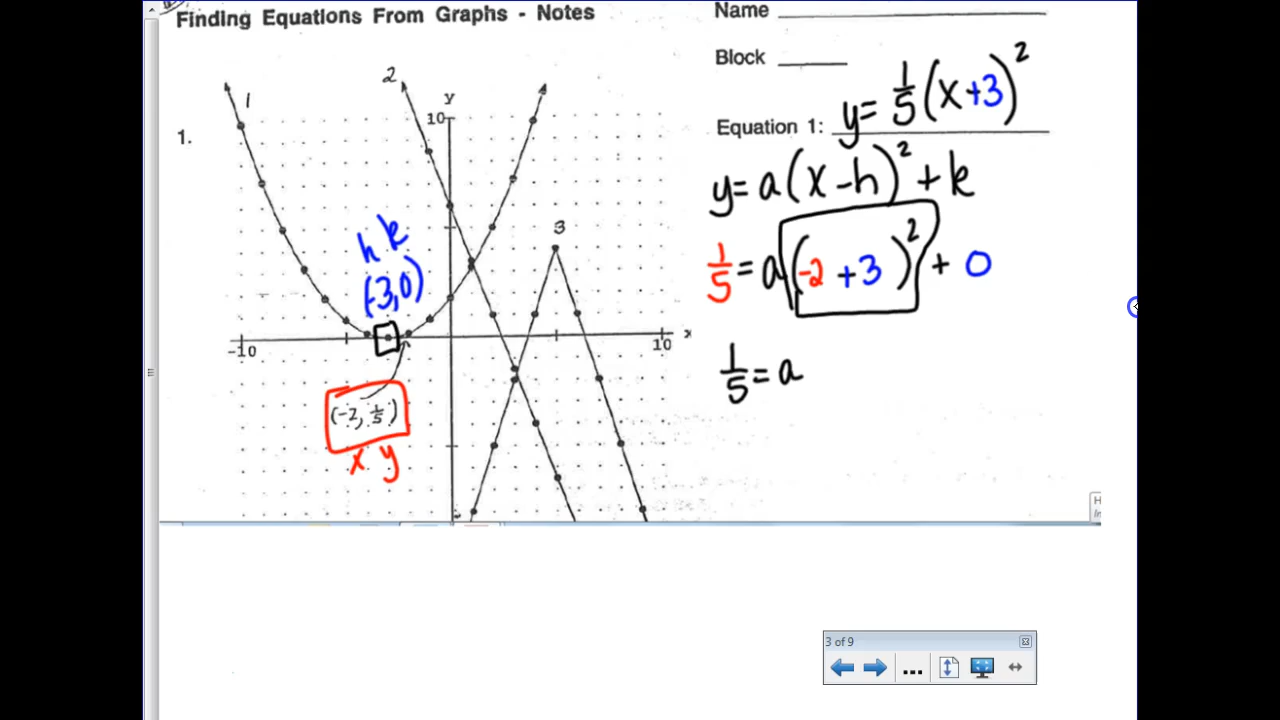 Finding Equations From Graphs - Notes
Name
Block
1.
Equation 1: y = 1/5 (x+3)²
y = a(x-h)² + k
1/5 = a(-2 +3)² + 0
1/5 = a
1
2
y
10
3
h k
(-3,0)
-10
10
x
(-2, 1/5)
x y
3 of 9
...